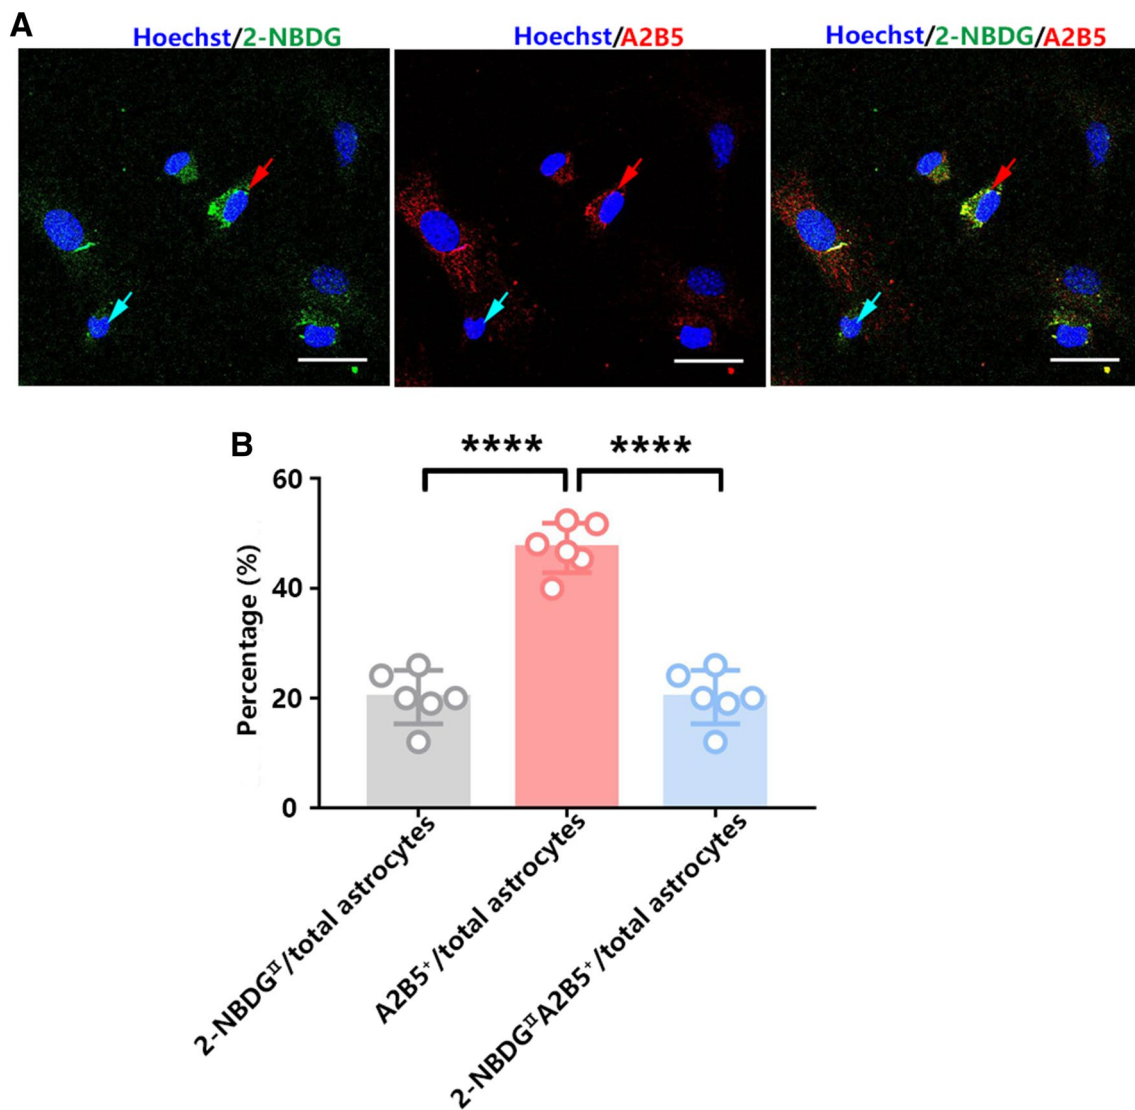 A
Hoechst/2-NBDG
Hoechst/A2B5
Hoechst/2-NBDG/A2B5
B
**** ****
Percentage (%)
60
40
20
0
2-NBDGᴵᴵ/total astrocytes
A2B5⁺/total astrocytes
2-NBDGᴵᴵA2B5⁺/total astrocytes